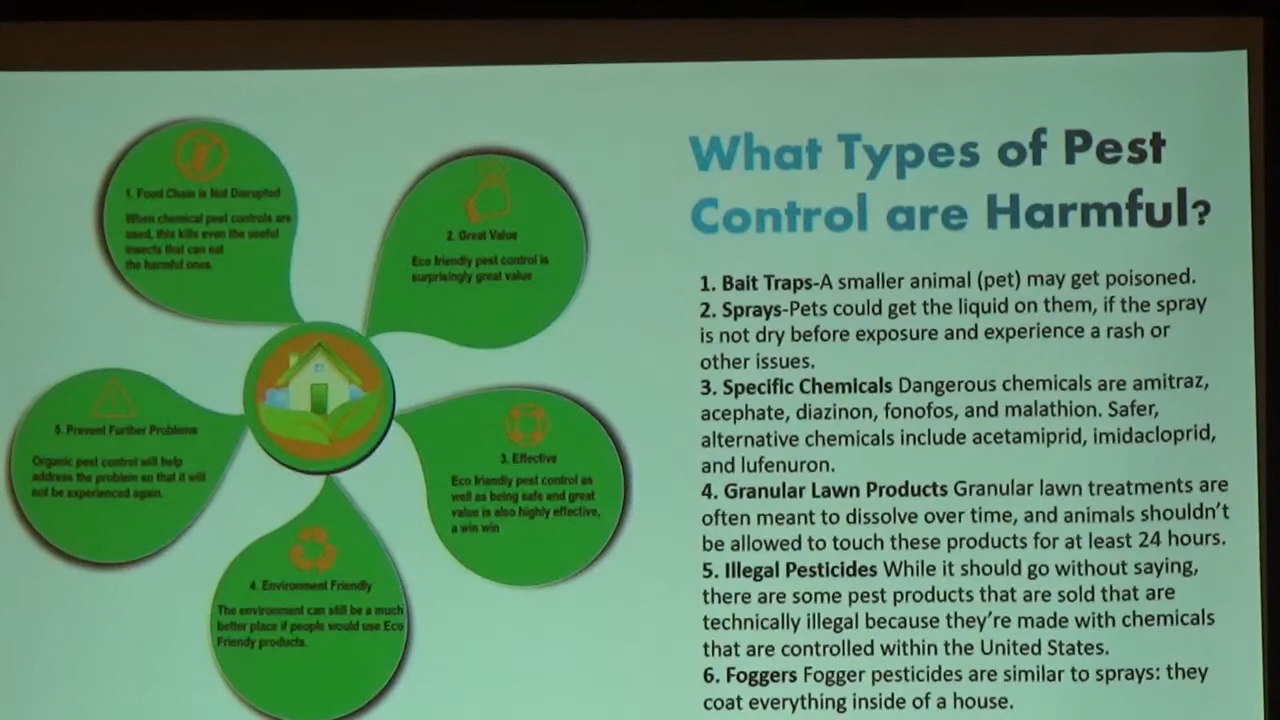 What Types of Pest
Control are Harmful?
1. Bait Traps-A smaller animal (pet) may get poisoned.
2. Sprays-Pets could get the liquid on them, if the spray
is not dry before exposure and experience a rash or
other issues.
3. Specific Chemicals Dangerous chemicals are amitraz,
acephate, diazinon, fonofos, and malathion. Safer,
alternative chemicals include acetamiprid, imidacloprid,
and lufenuron.
4. Granular Lawn Products Granular lawn treatments are
often meant to dissolve over time, and animals shouldn't
be allowed to touch these products for at least 24 hours.
5. Illegal Pesticides While it should go without saying,
there are some pest products that are sold that are
technically illegal because they're made with chemicals
that are controlled within the United States.
6. Foggers Fogger pesticides are similar to sprays: they
coat everything inside of a house.
1. Food Chain is Not Disrupted
When chemical pest controls are
used, this kills even the useful
insects that can eat
the harmful ones.
2. Great Value
Eco friendly pest control is
surprisingly great value
3. Effective
Eco friendly pest control as
well as being safe and great
value is also highly effective,
a win win
4. Environment Friendly
The environment can still be a much
better place if people would use Eco
Friendy products.
5. Prevent Further Problems
Organic pest control will help
address the problem so that it will
not be experienced again.